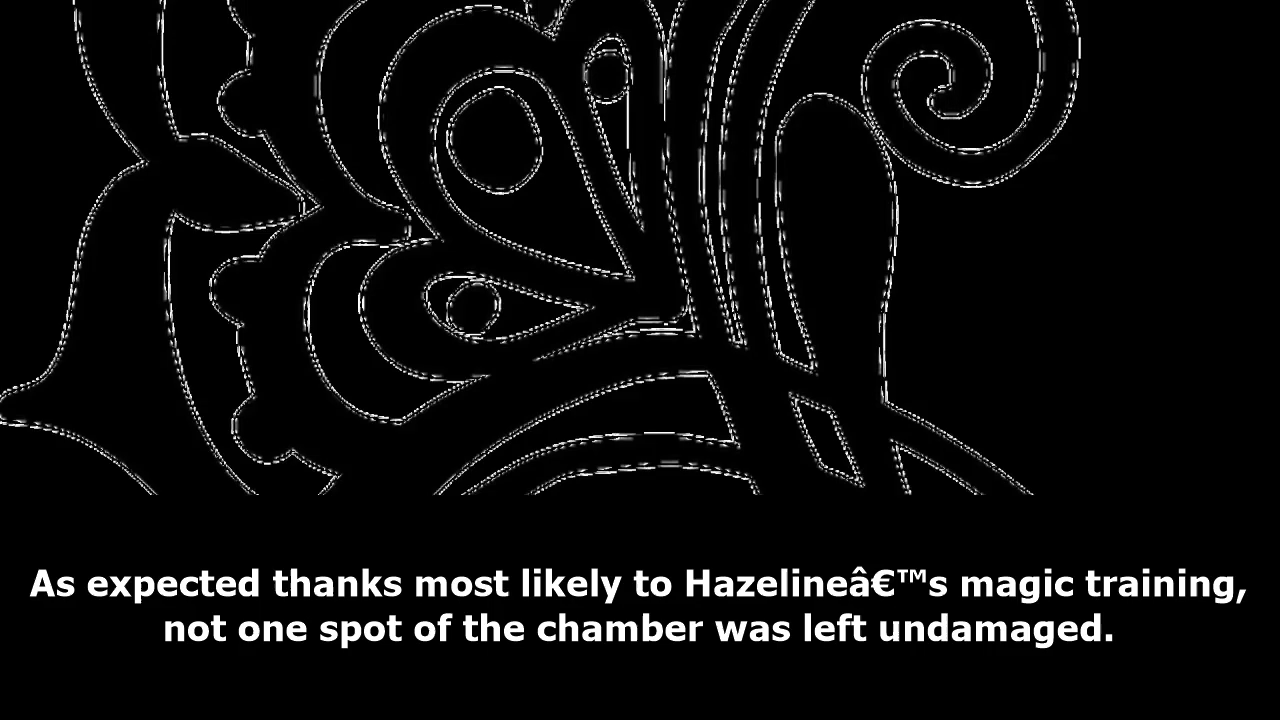 As expected thanks most likely to Hazelineâ€™s magic training,
not one spot of the chamber was left undamaged.